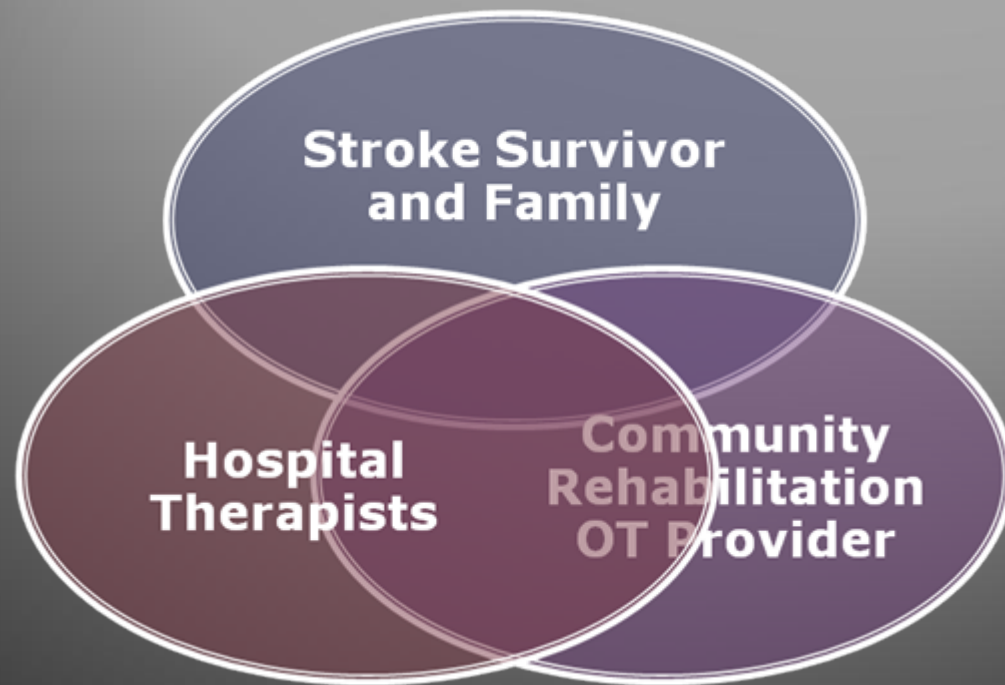 Stroke Survivor
and Family
Hospital
Therapists
Community
Rehabilitation
OT Provider